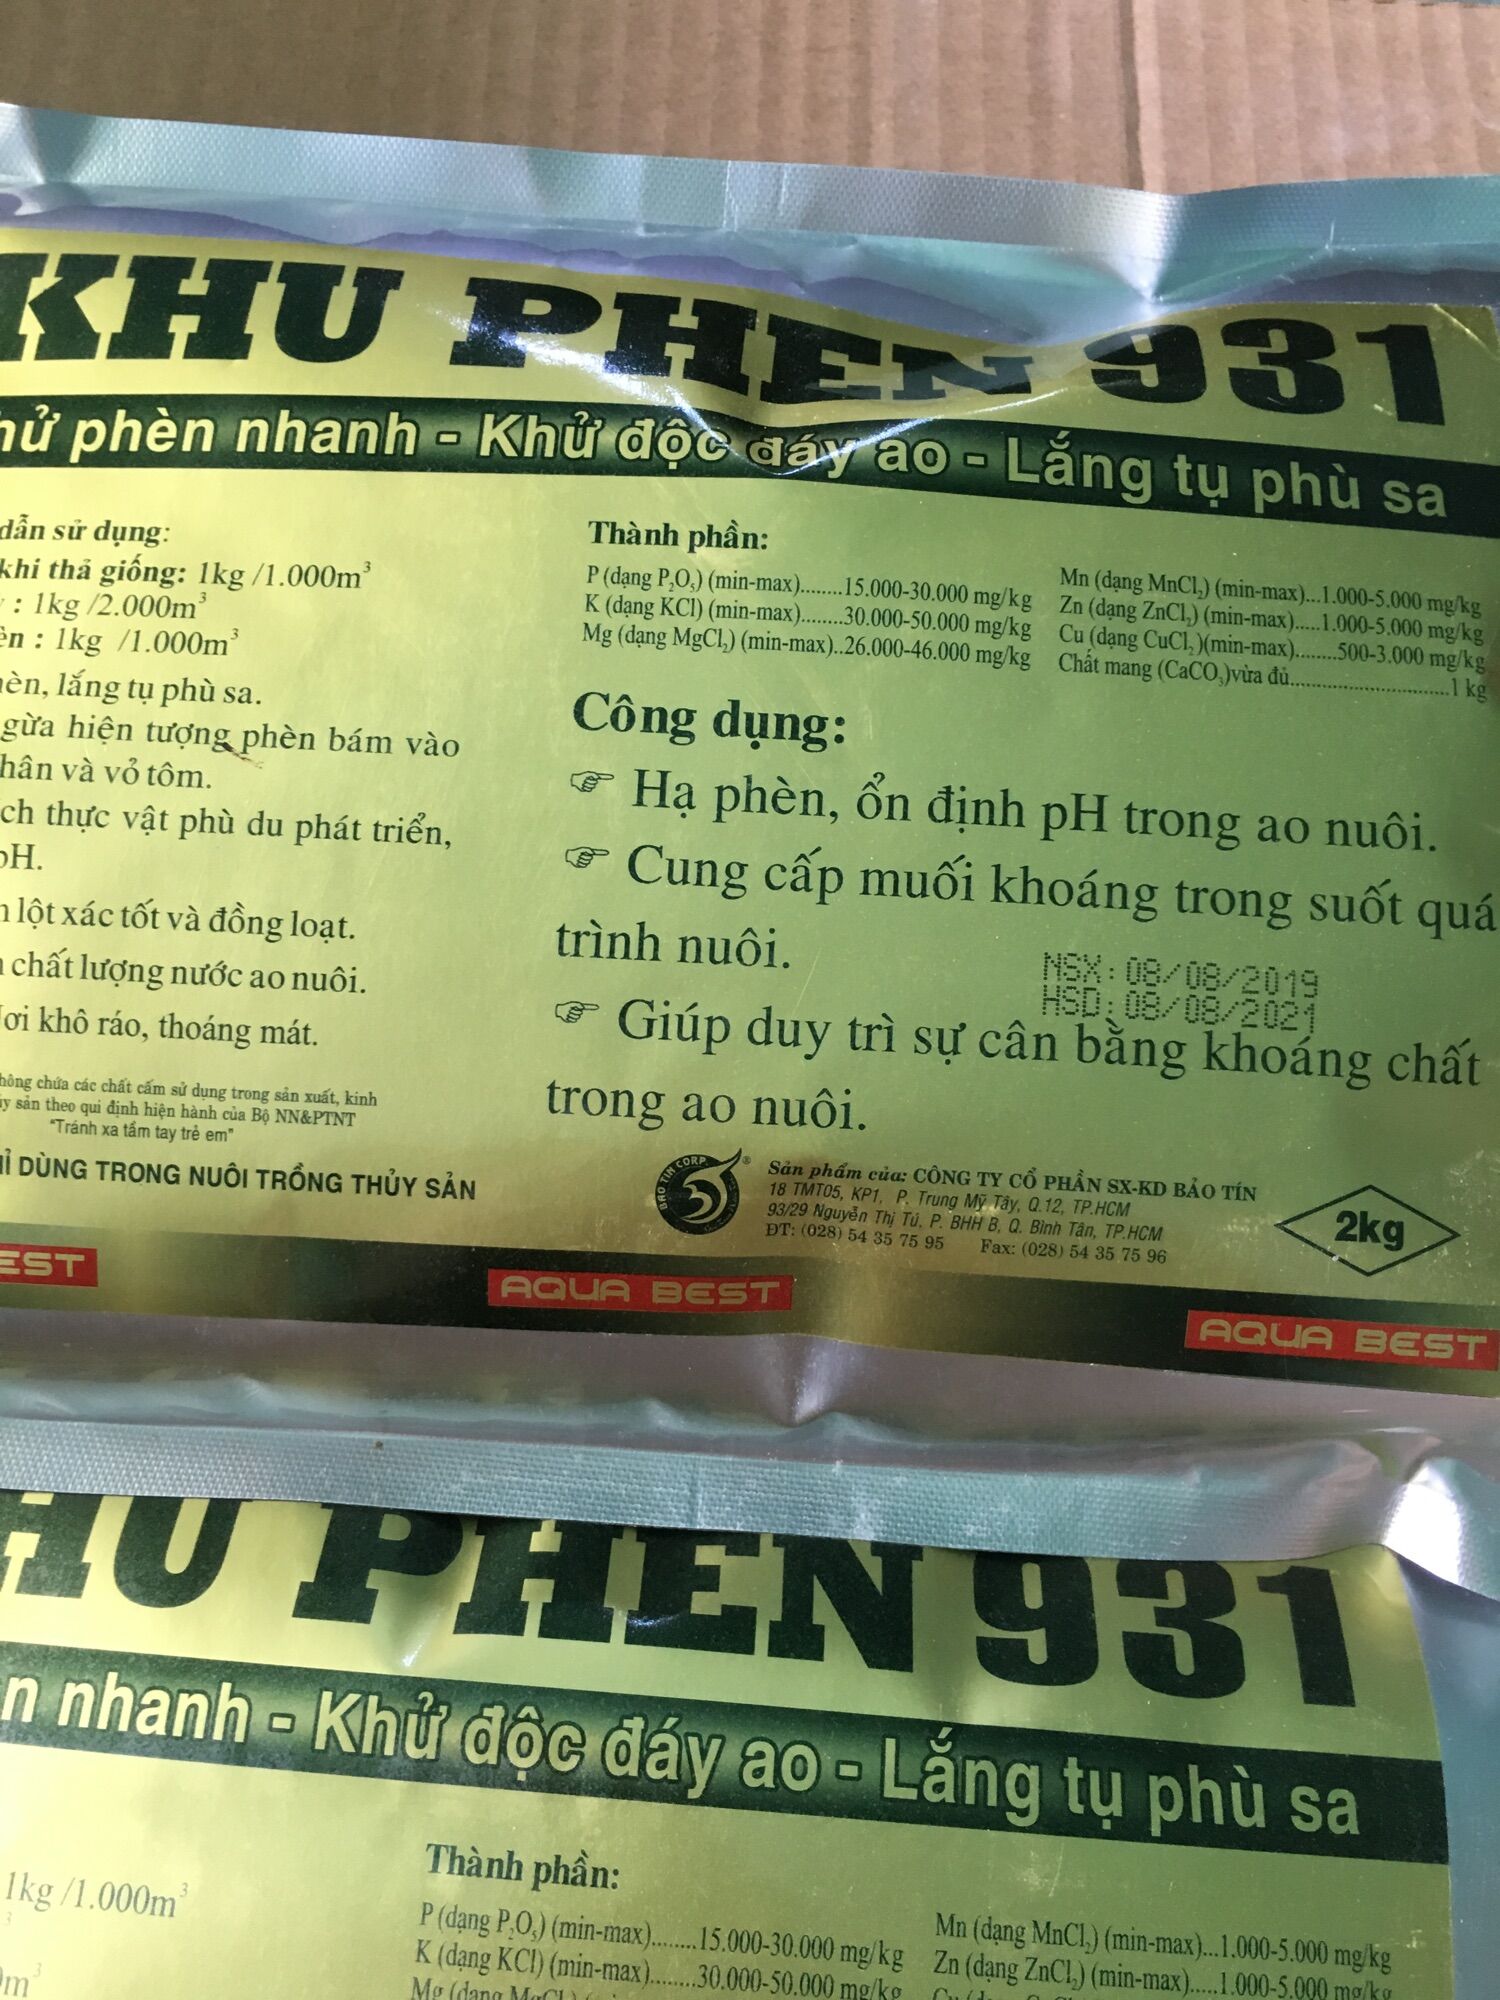 KHU PHEN 931
phèn nhanh - Khử độc đáy ao - Lắng tụ phù sa
dẫn sử dụng:
khi thả giống: 1kg /1.000m³
: 1kg /2.000m³
: 1kg /1.000m³
lắng tụ phù sa.
hiện tượng phèn bám vào
và vỏ tôm.
thực vật phù du phát triển,
lột xác tốt và đồng loạt.
chất lượng nước ao nuôi.
khô ráo, thoáng mát.
chứa các chất cấm sử dụng trong sản xuất, kinh
sản theo qui định hiện hành của Bộ NN&PTNT
"Tránh xa tầm tay trẻ em"
DÙNG TRONG NUÔI TRỒNG THỦY SẢN
Thành phần:
P (dạng P₂O₅) (min-max)........15.000-30.000 mg/kg
K (dạng KCl) (min-max)........30.000-50.000 mg/kg
Mg (dạng MgCl₂) (min-max)..26.000-46.000 mg/kg
Mn (dạng MnCl₂) (min-max)...1.000-5.000 mg/kg
Zn (dạng ZnCl₂) (min-max).....1.000-5.000 mg/kg
Cu (dạng CuCl₂)(min-max)........500-3.000 mg/kg
Chất mang (CaCO₃)vừa đủ..............................1 kg
Công dụng:
☞ Hạ phèn, ổn định pH trong ao nuôi.
☞ Cung cấp muối khoáng trong suốt quá
trình nuôi.
NSX: 08/08/2019
HSD: 08/08/2021
☞ Giúp duy trì sự cân bằng khoáng chất
trong ao nuôi.
BAO TIN CORP. ®
Sản phẩm của: CÔNG TY CỔ PHẦN SX-KD BẢO TÍN
18 TMT05, KP1, P. Trung Mỹ Tây, Q.12, TP.HCM
93/29 Nguyễn Thị Tú, P. BHH B, Q. Bình Tân, TP.HCM
ĐT: (028) 54 35 75 95 Fax: (028) 54 35 75 96
2kg
BEST
AQUA BEST
AQUA BEST
PHEN 931
nhanh - Khử độc đáy ao - Lắng tụ phù sa
1kg /1.000m³
Thành phần:
P (dạng P₂O₅) (min-max)........15.000-30.000 mg/kg
K (dạng KCl) (min-max)........30.000-50.000 mg/kg
Mn (dạng MnCl₂) (min-max)...1.000-5.000 mg/kg
Zn (dạng ZnCl₂) (min-max).....1.000-5.000 mg/kg